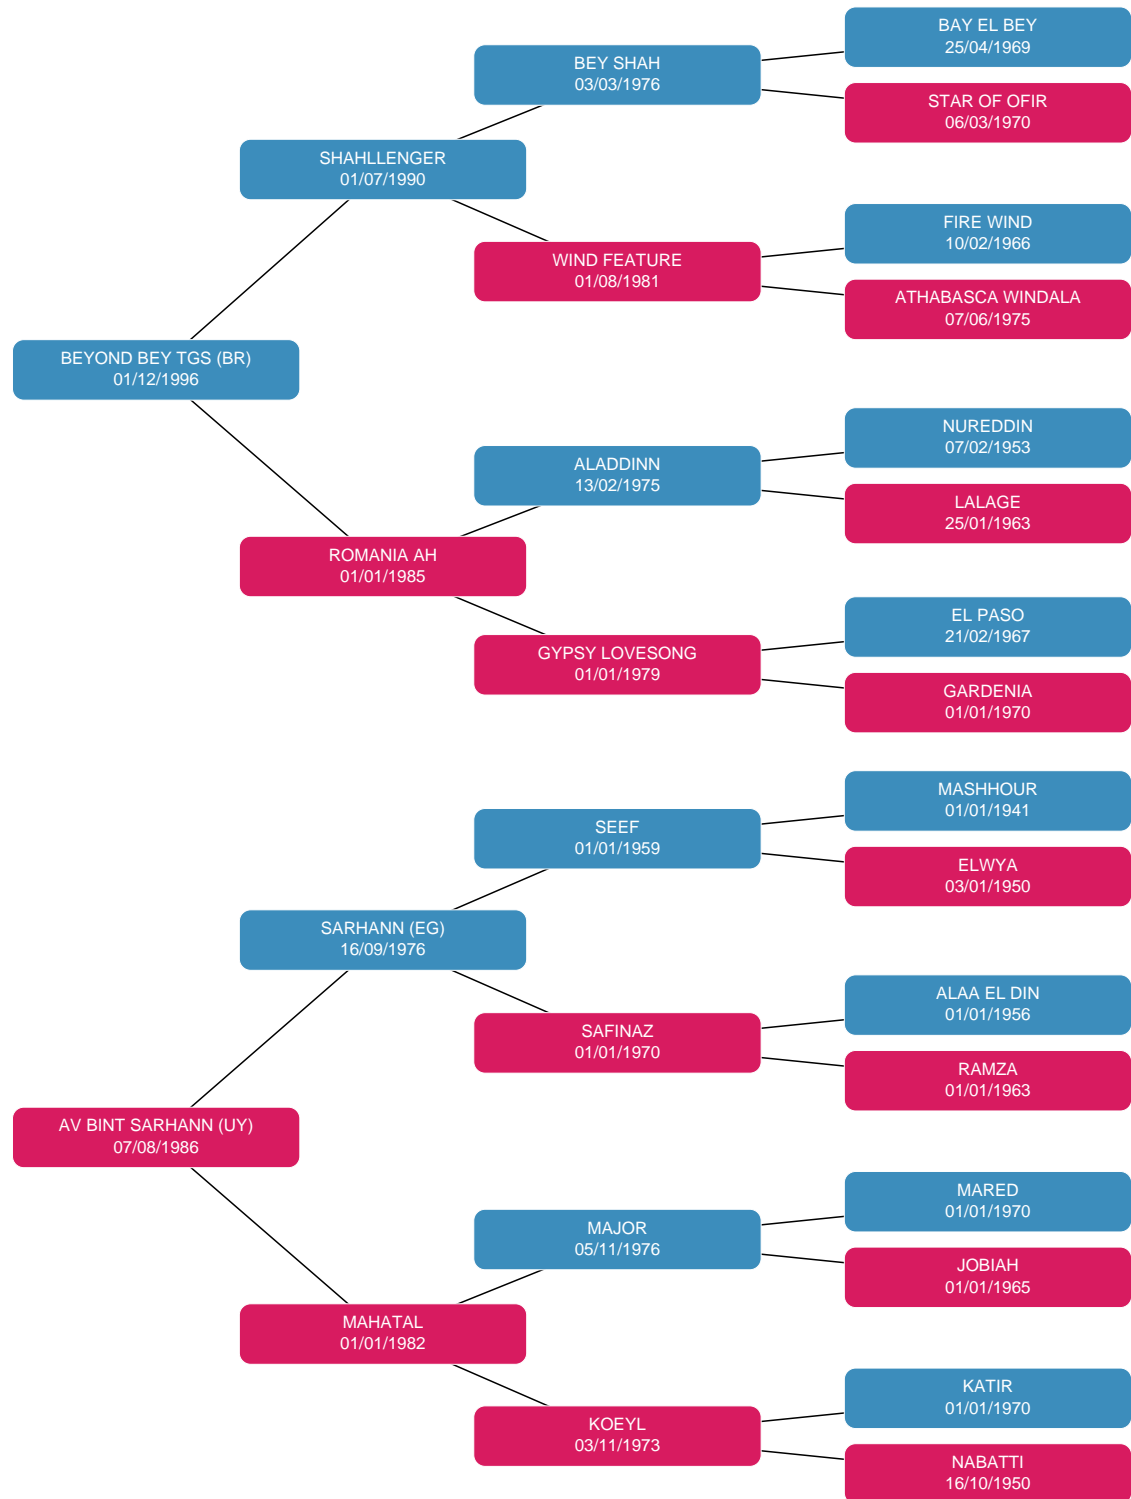 BAY EL BEY
25/04/1969
BEY SHAH
03/03/1976
STAR OF OFIR
06/03/1970
SHAHLLENGER
01/07/1990
FIRE WIND
10/02/1966
WIND FEATURE
01/08/1981
ATHABASCA WINDALA
07/06/1975
BEYOND BEY TGS (BR)
01/12/1996
NUREDDIN
07/02/1953
ALADDINN
13/02/1975
LALAGE
25/01/1963
ROMANIA AH
01/01/1985
EL PASO
21/02/1967
GYPSY LOVESONG
01/01/1979
GARDENIA
01/01/1970
MASHHOUR
01/01/1941
SEEF
01/01/1959
ELWYA
03/01/1950
SARHANN (EG)
16/09/1976
ALAA EL DIN
01/01/1956
SAFINAZ
01/01/1970
RAMZA
01/01/1963
AV BINT SARHANN (UY)
07/08/1986
MARED
01/01/1970
MAJOR
05/11/1976
JOBIAH
01/01/1965
MAHATAL
01/01/1982
KATIR
01/01/1970
KOEYL
03/11/1973
NABATTI
16/10/1950